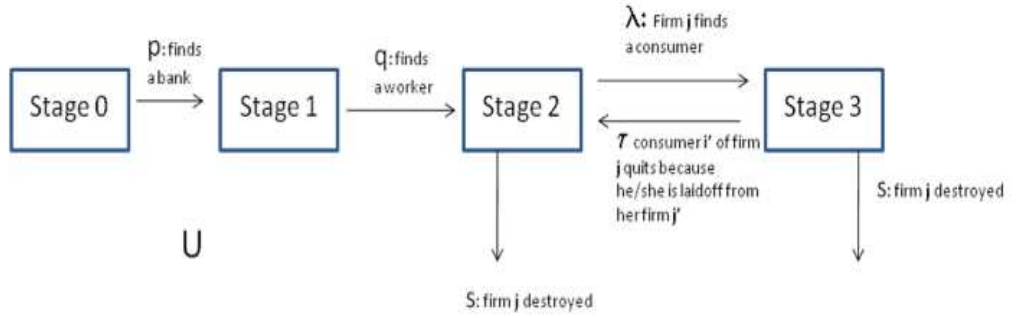 Stage 0
p: finds
a bank
Stage 1
q: finds
a worker
Stage 2
λ: Firm j finds
a consumer
τ consumer i' of firm
j quits because
he/she is laidoff from
her firm j'
Stage 3
S: firm j destroyed
U
S: firm j destroyed